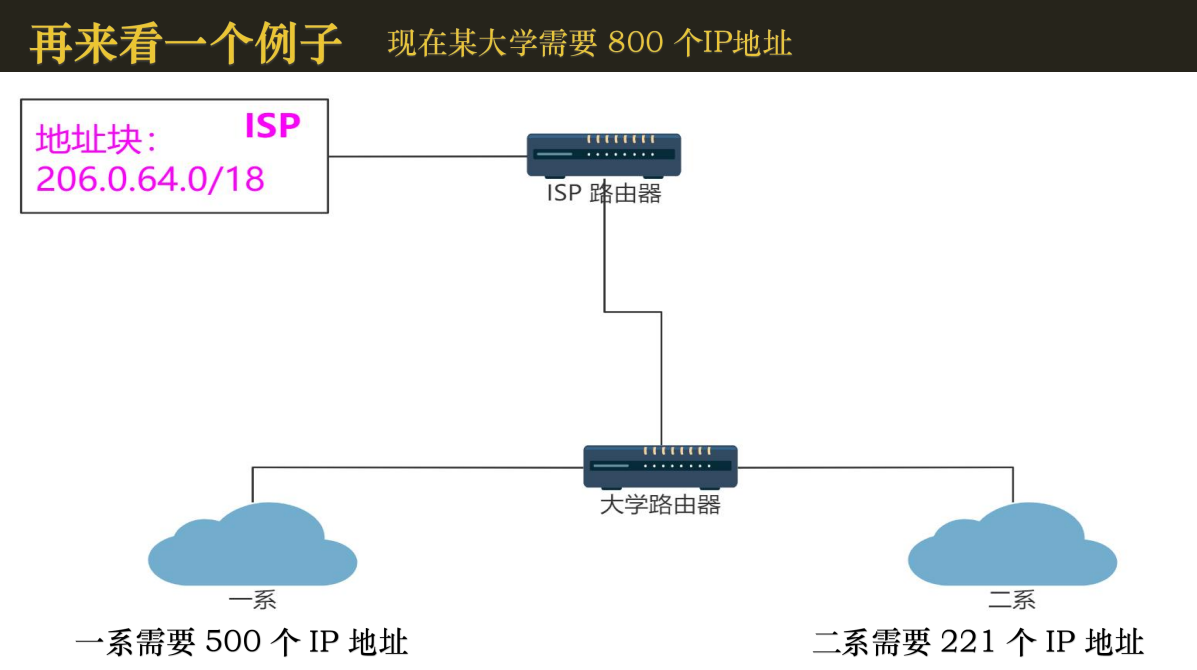 再来看一个例子 现在某大学需要 800 个IP地址
ISP
地址块：
206.0.64.0/18
ISP 路由器
大学路由器
一系
二系
一系需要 500 个 IP 地址
二系需要 221 个 IP 地址